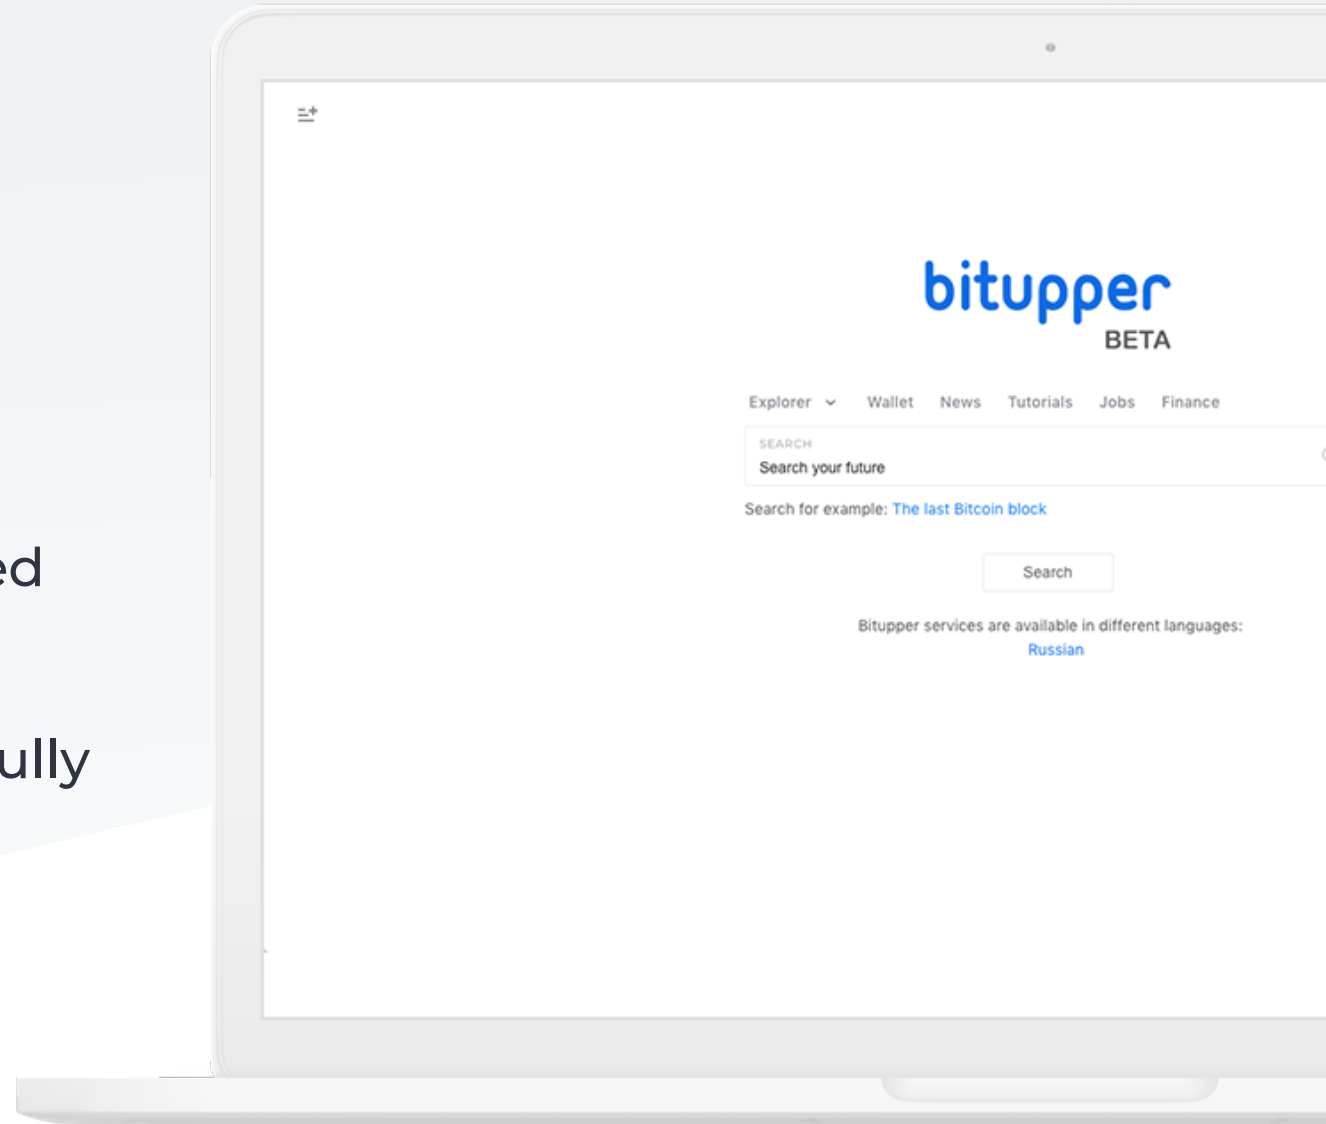 bitupper
BETA
Explorer Wallet News Tutorials Jobs Finance
SEARCH
Search your future
Search for example: The last Bitcoin block
Search
Bitupper services are available in different languages:
Russian
ed
ully